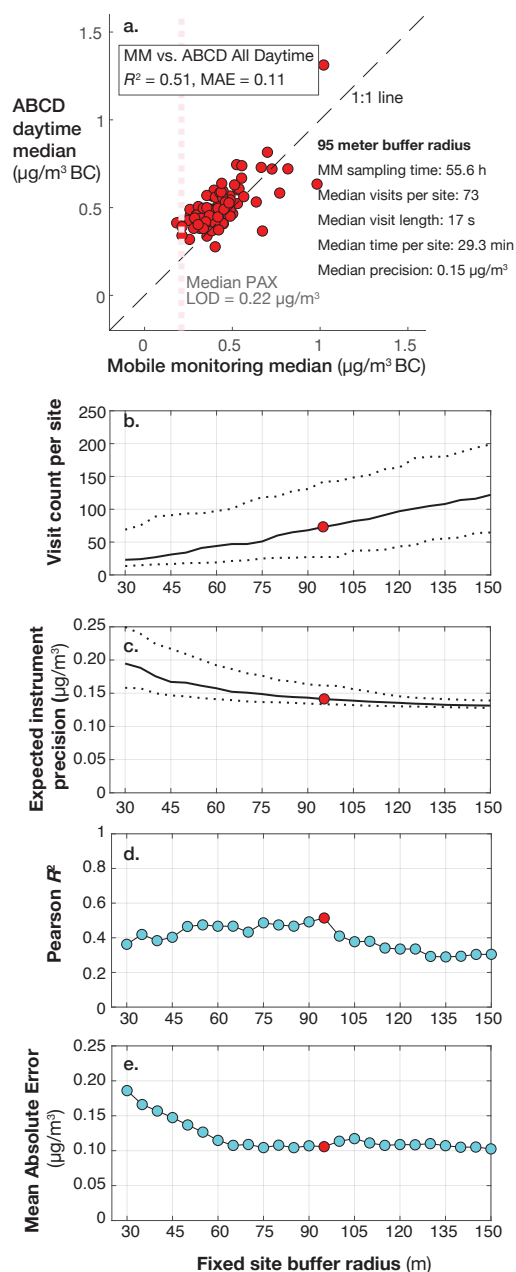 a.
MM vs. ABCD All Daytime
R² = 0.51, MAE = 0.11
1:1 line
ABCD
daytime
median
(µg/m³ BC)
95 meter buffer radius
MM sampling time: 55.6 h
Median visits per site: 73
Median visit length: 17 s
Median time per site: 29.3 min
Median precision: 0.15 µg/m³
Median PAX
LOD = 0.22 µg/m³
1.5
1
0.5
0
0 0.5 1 1.5
Mobile monitoring median (µg/m³ BC)
b.
Visit count per site
250
200
150
100
50
0
30 45 60 75 90 105 120 135 150
c.
Expected instrument
precision (µg/m³)
0.25
0.20
0.15
0.10
0.05
0
30 45 60 75 90 105 120 135 150
d.
Pearson R²
1
0.8
0.6
0.4
0.2
0
30 45 60 75 90 105 120 135 150
e.
Mean Absolute Error
(µg/m³)
0.25
0.20
0.15
0.10
0.05
0
30 45 60 75 90 105 120 135 150
Fixed site buffer radius (m)